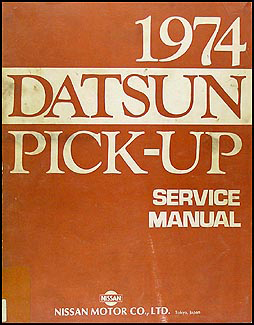 1974
DATSUN
PICK-UP
SERVICE
MANUAL
NISSAN
NISSAN MOTOR CO., LTD. Tokyo, Japan